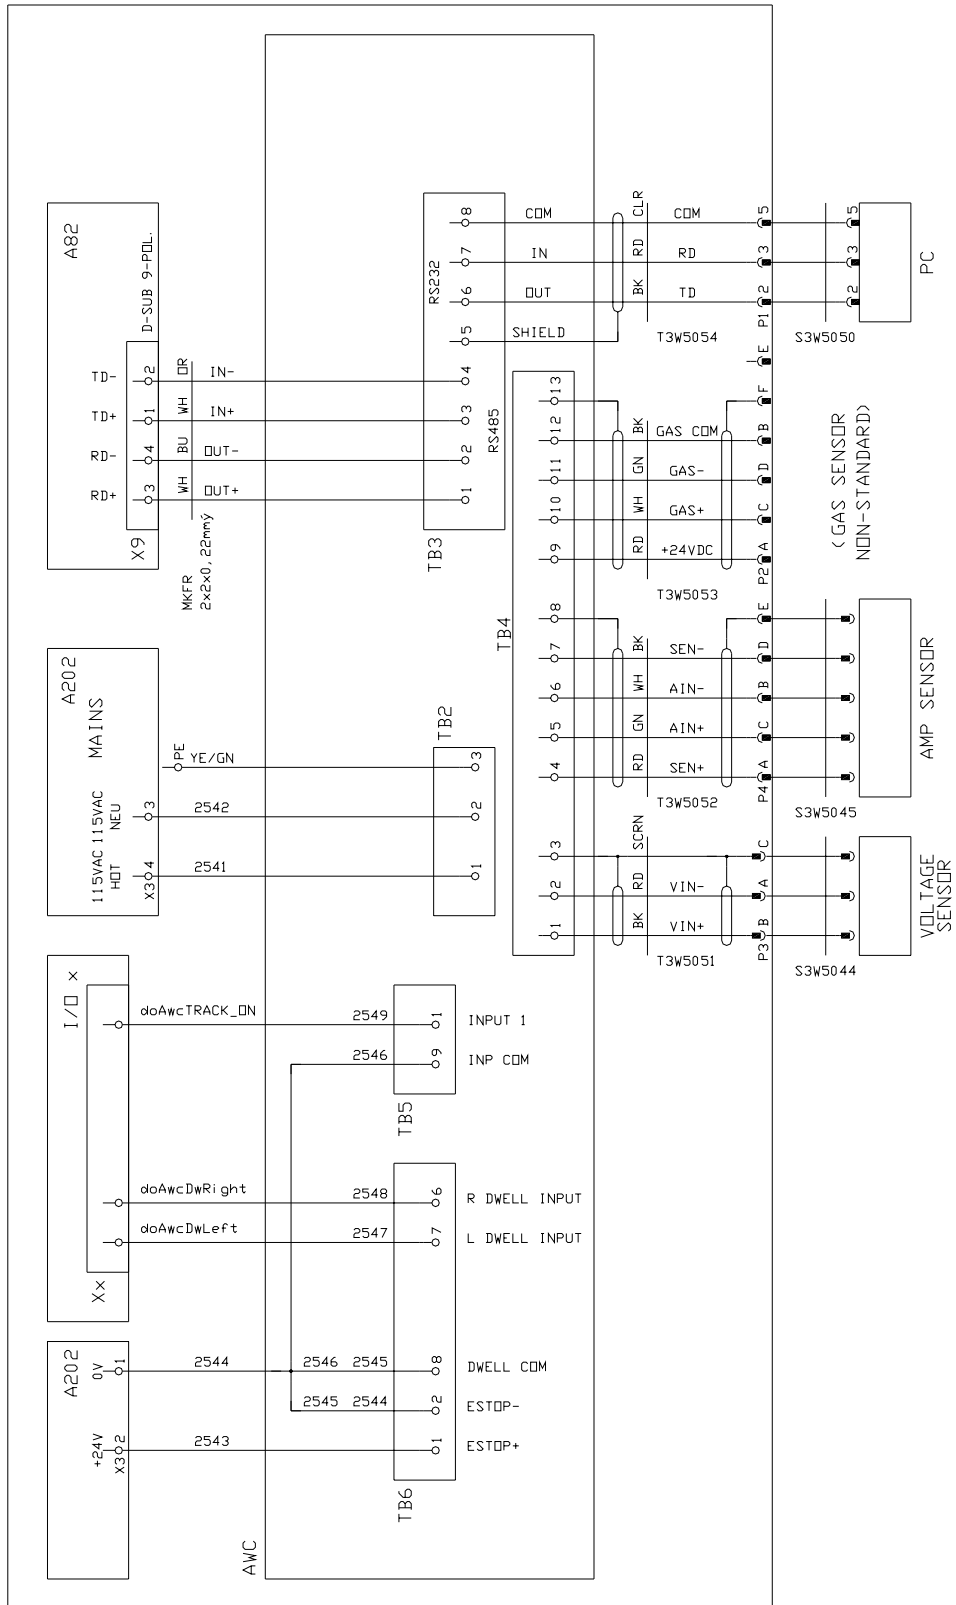 A82
D-SUB 9-POL.
TD- 2 OR IN- 4
TD+ 1 WH IN+ 3
RD- 4 BU OUT- 2
RD+ 3 WH OUT+ 1
X9
MKFR
2x2x0,22mmý
RS232
RS485
TB3
8 COM CLR COM 5 5
7 IN RD RD 3 3
6 OUT BK TD 2 2
5 SHIELD
P1
T3W5054
S3W5050
PC
E
13 F
12 BK GAS COM B
11 GN GAS- D
10 WH GAS+ C
9 RD +24VDC A
P2
T3W5053
(GAS SENSOR
NON-STANDARD)
TB4
8 E
7 BK SEN- D
6 WH AIN- B
5 GN AIN+ C
4 RD SEN+ A
P4
T3W5052
S3W5045
AMP SENSOR
3 SCRN C
2 RD VIN- A
1 BK VIN+ B
P3
T3W5051
S3W5044
VOLTAGE
SENSOR
A202
MAINS
PE
YE/GN
3
115VAC
NEU
3
2542
2
115VAC
HOT
4
X3
2541
1
TB2
I/O x
doAwcTRACK_ON
2549
1
INPUT 1
2546
9
INP COM
TB5
doAwcDwRight
2548
6
R DWELL INPUT
doAwcDwLeft
2547
7
L DWELL INPUT
Xx
A202
0V
1
2544
2546
2545
8
DWELL COM
2545
2544
2
ESTOP-
+24V
2
X3
2543
1
ESTOP+
TB6
AWC